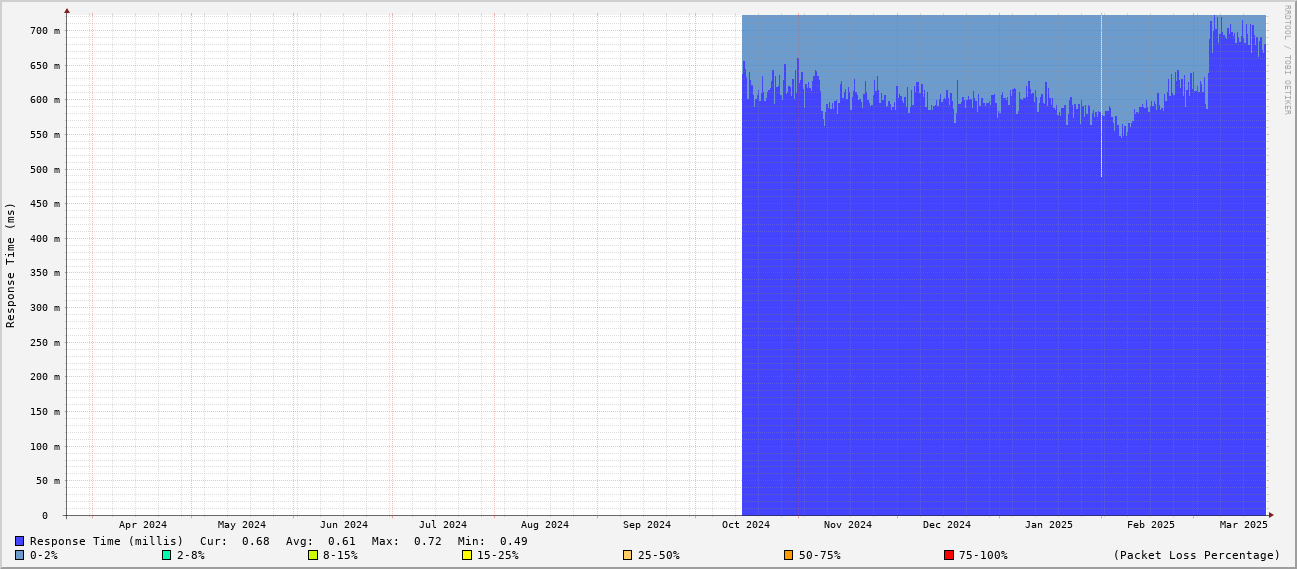 RRDTOOL / TOBI OETIKER
Response Time (ms)
700 m
650 m
600 m
550 m
500 m
450 m
400 m
350 m
300 m
250 m
200 m
150 m
100 m
50 m
0
Apr 2024 May 2024 Jun 2024 Jul 2024 Aug 2024 Sep 2024 Oct 2024 Nov 2024 Dec 2024 Jan 2025 Feb 2025 Mar 2025
Response Time (millis) Cur: 0.68 Avg: 0.61 Max: 0.72 Min: 0.49
0-2% 2-8% 8-15% 15-25% 25-50% 50-75% 75-100% (Packet Loss Percentage)